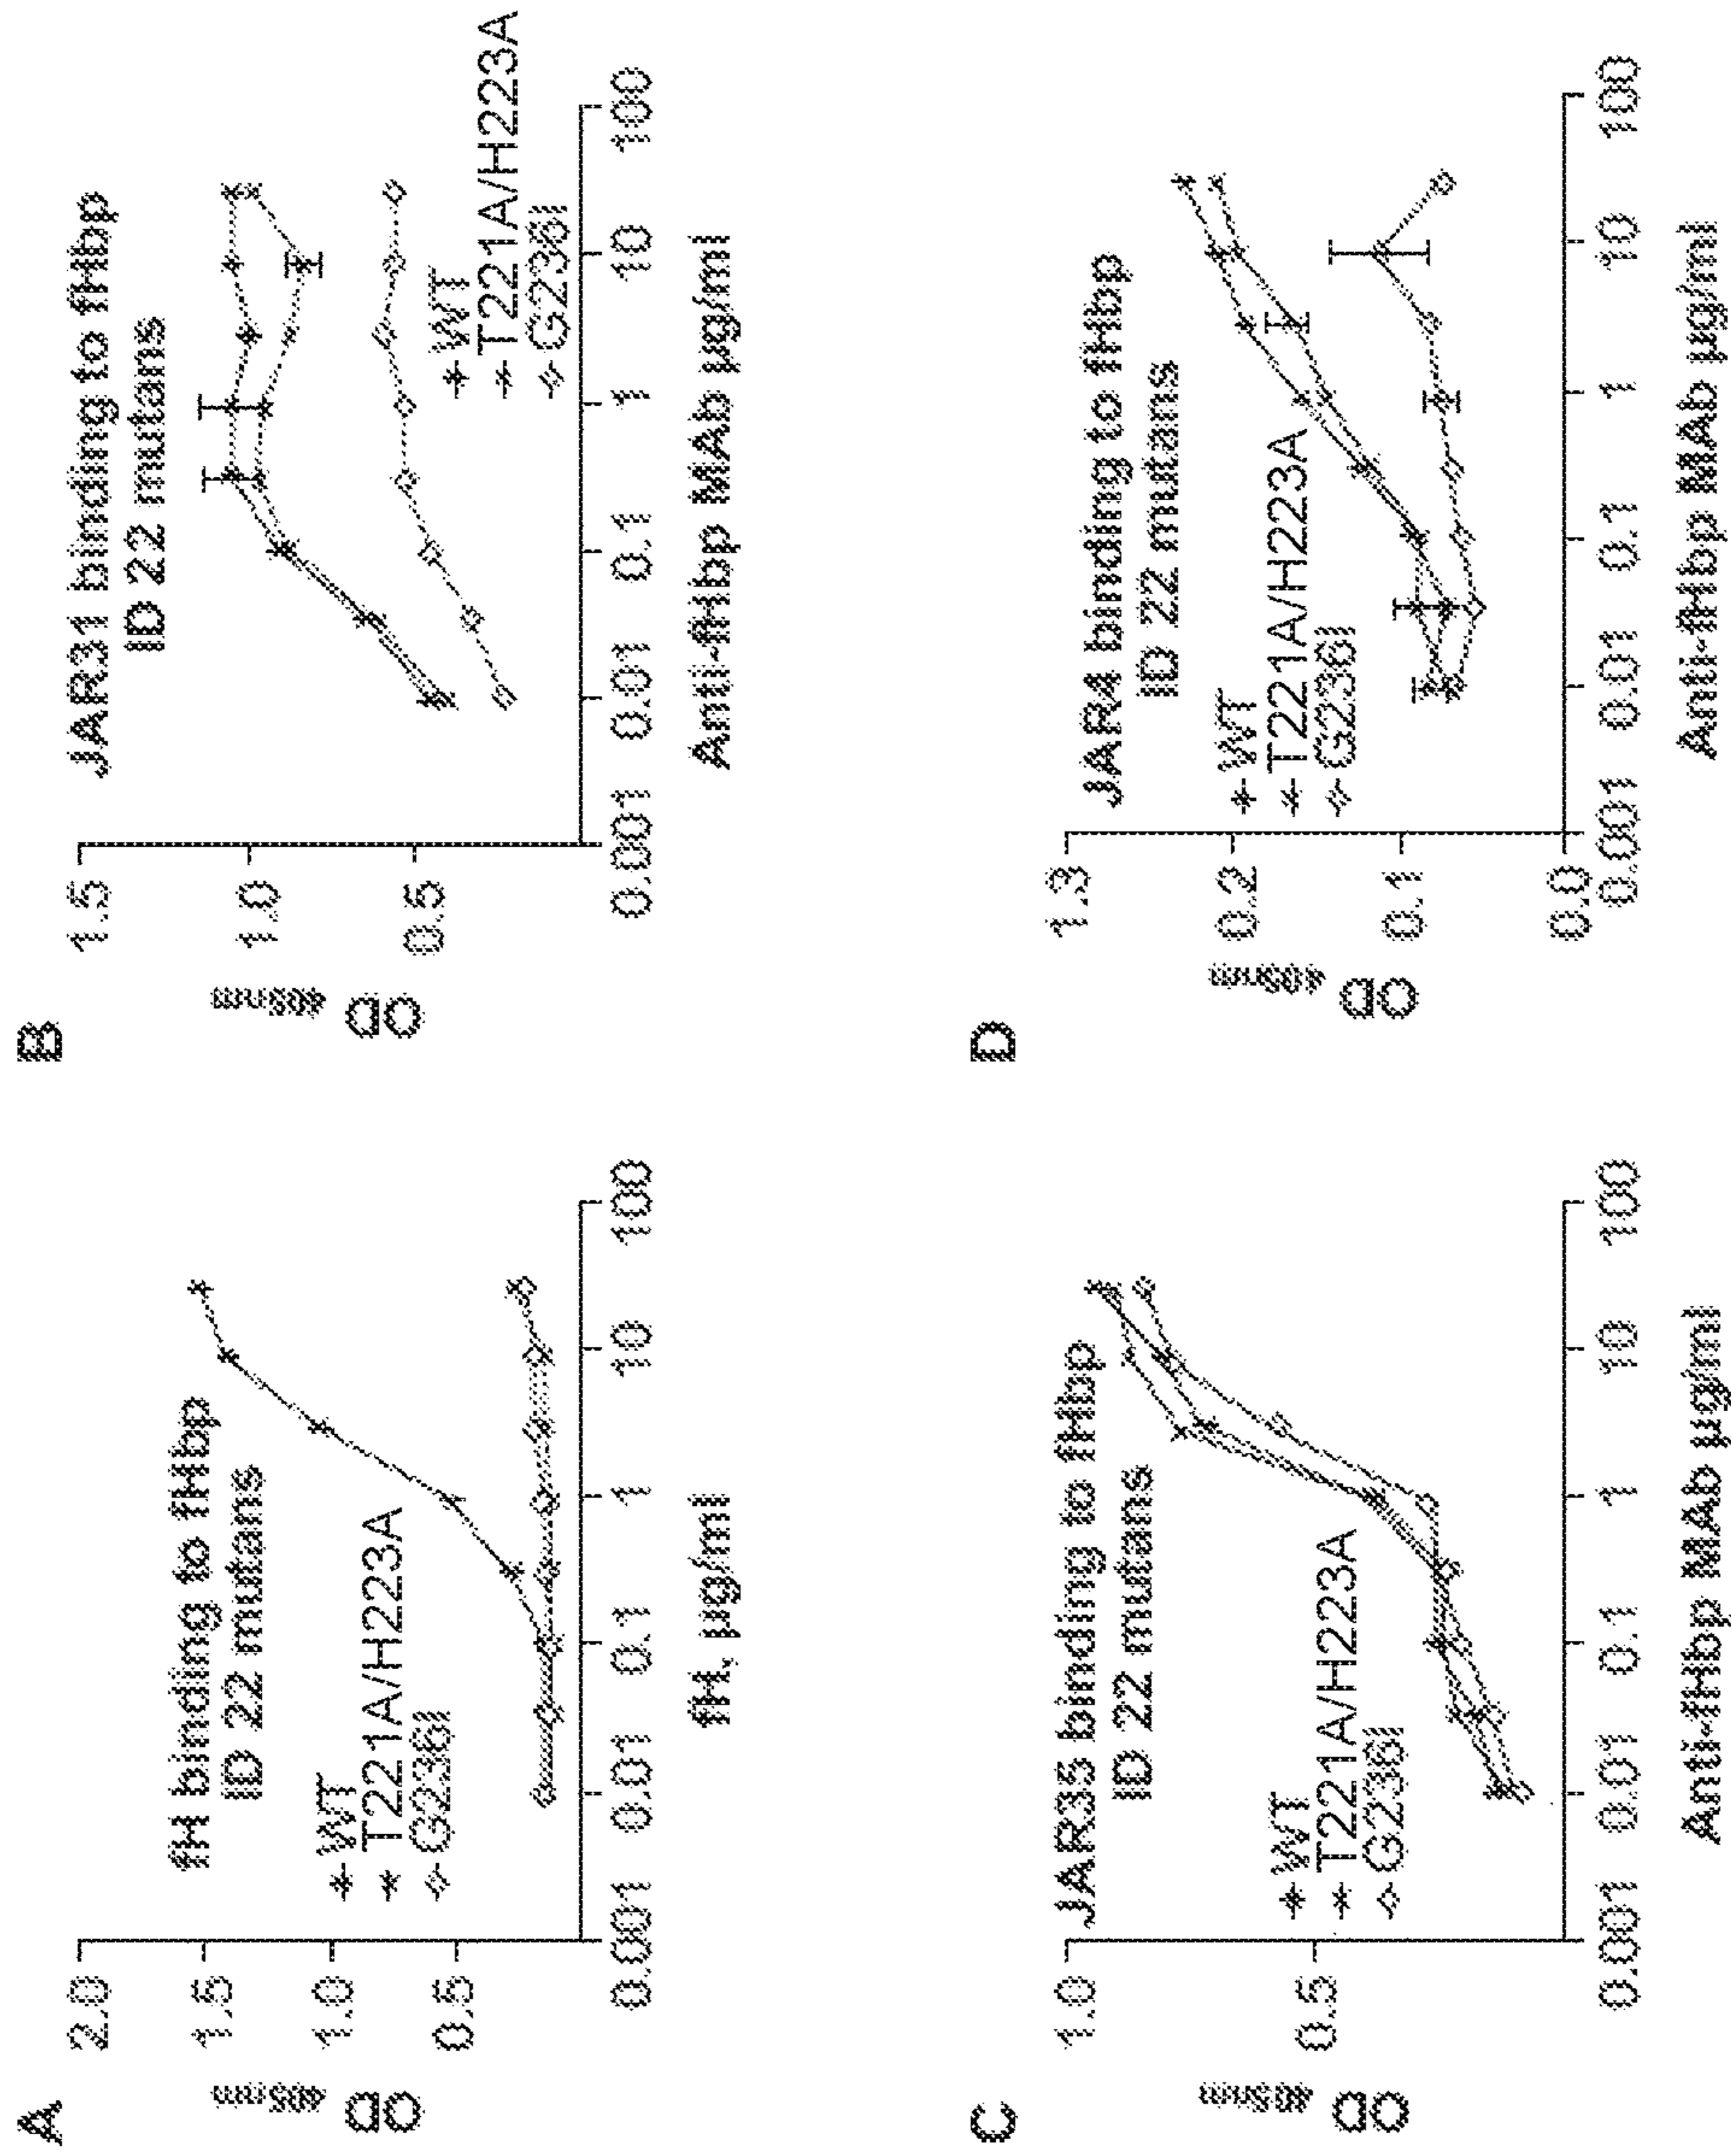 A
fH binding to fHbp
ID 22 mutans
OD 405nm
2.0
1.5
1.0
0.5
WT
T221A/H223A
G236I
0.001 0.01 0.1 1 10 100
fH, µg/ml
B
JAR31 binding to fHbp
ID 22 mutans
OD 405nm
1.5
1.0
0.5
WT
T221A/H223A
G236I
0.001 0.01 0.1 1 10 100
Anti-fHbp MAb µg/ml
C
JAR35 binding to fHbp
ID 22 mutans
OD 405nm
1.0
0.5
WT
T221A/H223A
G236I
0.001 0.01 0.1 1 10 100
Anti-fHbp MAb µg/ml
D
JAR4 binding to fHbp
ID 22 mutans
OD 405nm
1.3
0.2
0.1
0.0
WT
T221A/H223A
G236I
0.001 0.01 0.1 1 10 100
Anti-fHbp MAb µg/ml